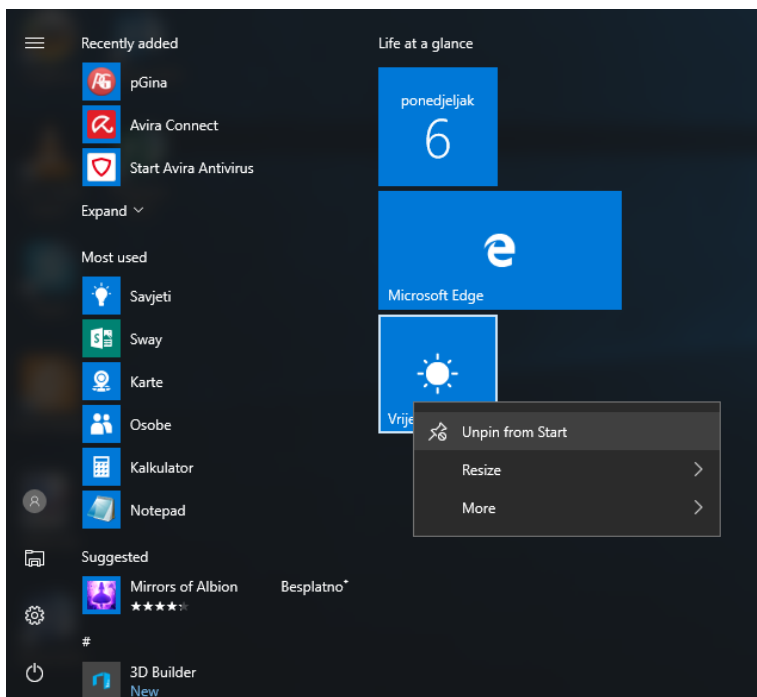 Recently added
pGina
Avira Connect
Start Avira Antivirus
Expand
Most used
Savjeti
Sway
Karte
Osobe
Kalkulator
Notepad
Suggested
Mirrors of Albion Besplatno+
#
3D Builder
New
Life at a glance
ponedjeljak
6
Microsoft Edge
Vrije
Unpin from Start
Resize
More